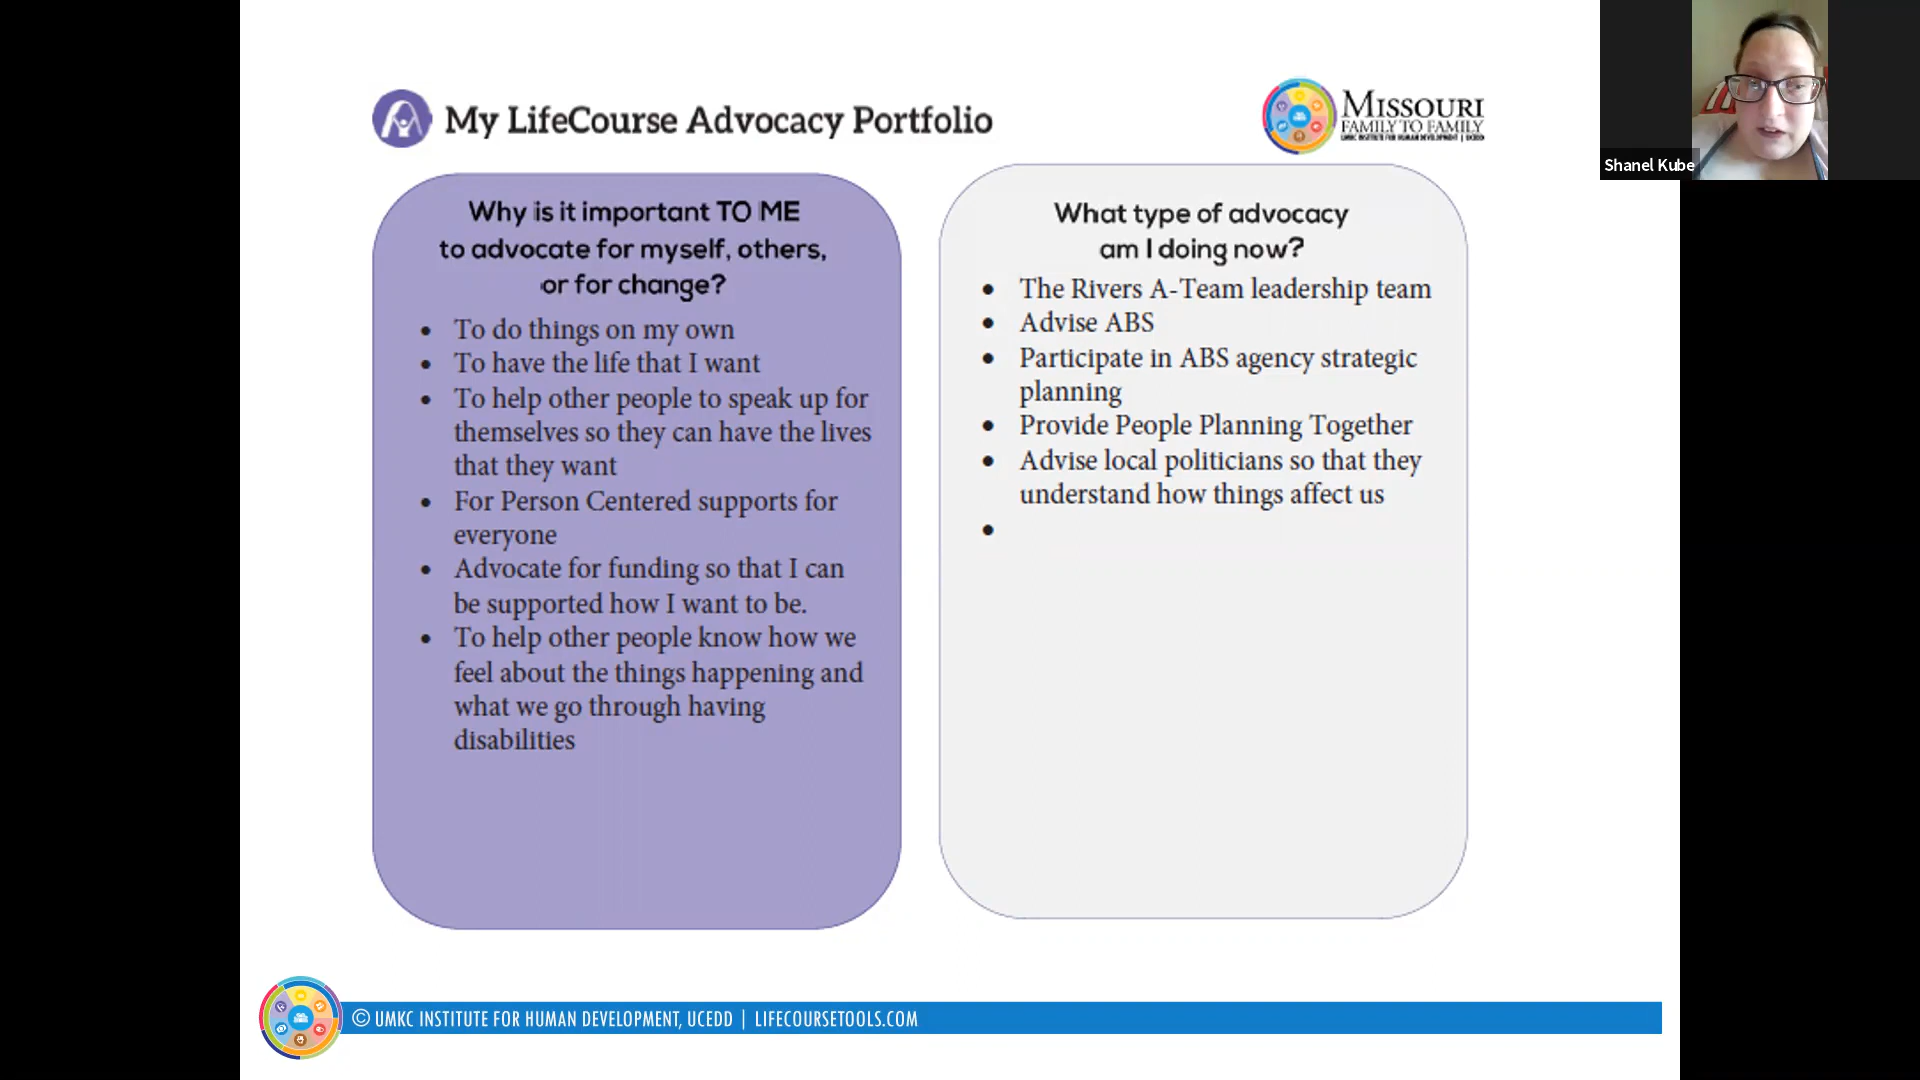 My LifeCourse Advocacy Portfolio
MISSOURI
FAMILY TO FAMILY
UMKC INSTITUTE FOR HUMAN DEVELOPMENT | UCEDD
Shanel Kube
Why is it important TO ME
to advocate for myself, others,
or for change?
• To do things on my own
• To have the life that I want
• To help other people to speak up for
themselves so they can have the lives
that they want
• For Person Centered supports for
everyone
• Advocate for funding so that I can
be supported how I want to be.
• To help other people know how we
feel about the things happening and
what we go through having
disabilities
What type of advocacy
am I doing now?
• The Rivers A-Team leadership team
• Advise ABS
• Participate in ABS agency strategic
planning
• Provide People Planning Together
• Advise local politicians so that they
understand how things affect us
•
© UMKC INSTITUTE FOR HUMAN DEVELOPMENT, UCEDD | LIFECOURSETOOLS.COM